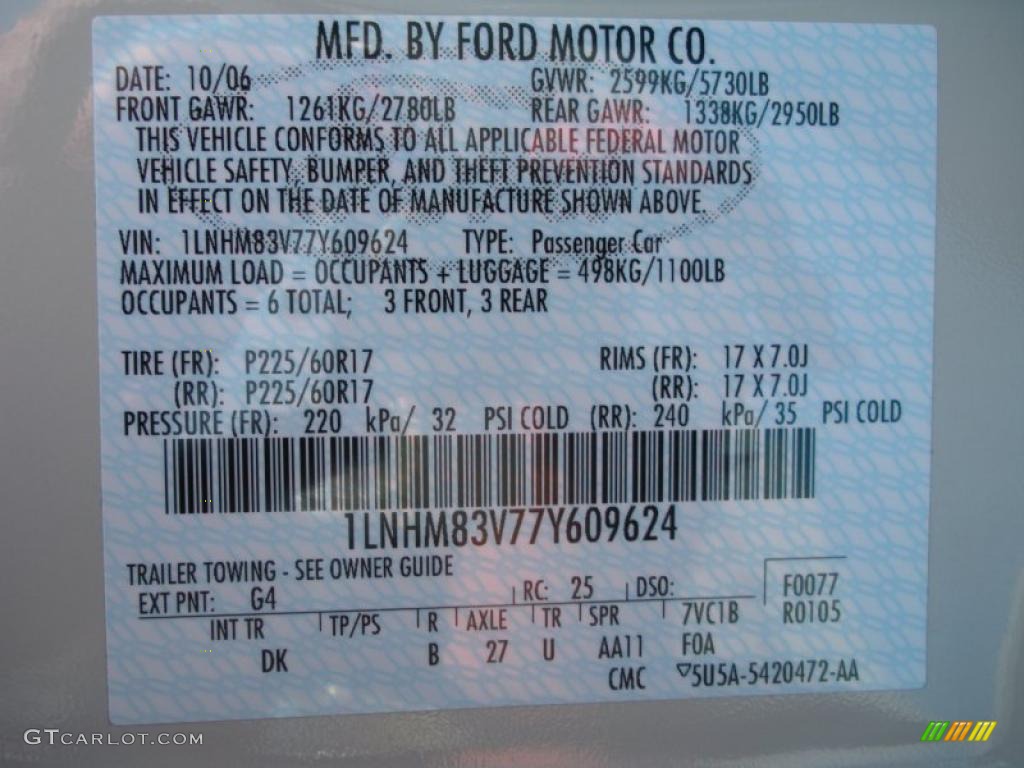 MFD. BY FORD MOTOR CO.
DATE: 10/06 GVWR: 2599KG/5730LB
FRONT GAWR: 1261KG/2780LB REAR GAWR: 1338KG/2950LB
THIS VEHICLE CONFORMS TO ALL APPLICABLE FEDERAL MOTOR
VEHICLE SAFETY, BUMPER, AND THEFT PREVENTION STANDARDS
IN EFFECT ON THE DATE OF MANUFACTURE SHOWN ABOVE.
VIN: 1LNHM83V77Y609624 TYPE: Passenger Car
MAXIMUM LOAD = OCCUPANTS + LUGGAGE = 498KG/1100LB
OCCUPANTS = 6 TOTAL; 3 FRONT, 3 REAR
TIRE (FR): P225/60R17 RIMS (FR): 17 X 7.0J
(RR): P225/60R17 (RR): 17 X 7.0J
PRESSURE (FR): 220 kPa/ 32 PSI COLD (RR): 240 kPa/ 35 PSI COLD
1LNHM83V77Y609624
TRAILER TOWING - SEE OWNER GUIDE
EXT PNT: G4 RC: 25 DSO: F0077
INT TR TP/PS R AXLE TR SPR 7VC1B R0105
DK B 27 U AA11 F0A
CMC ▽5U5A-5420472-AA
GTCARLOT.COM